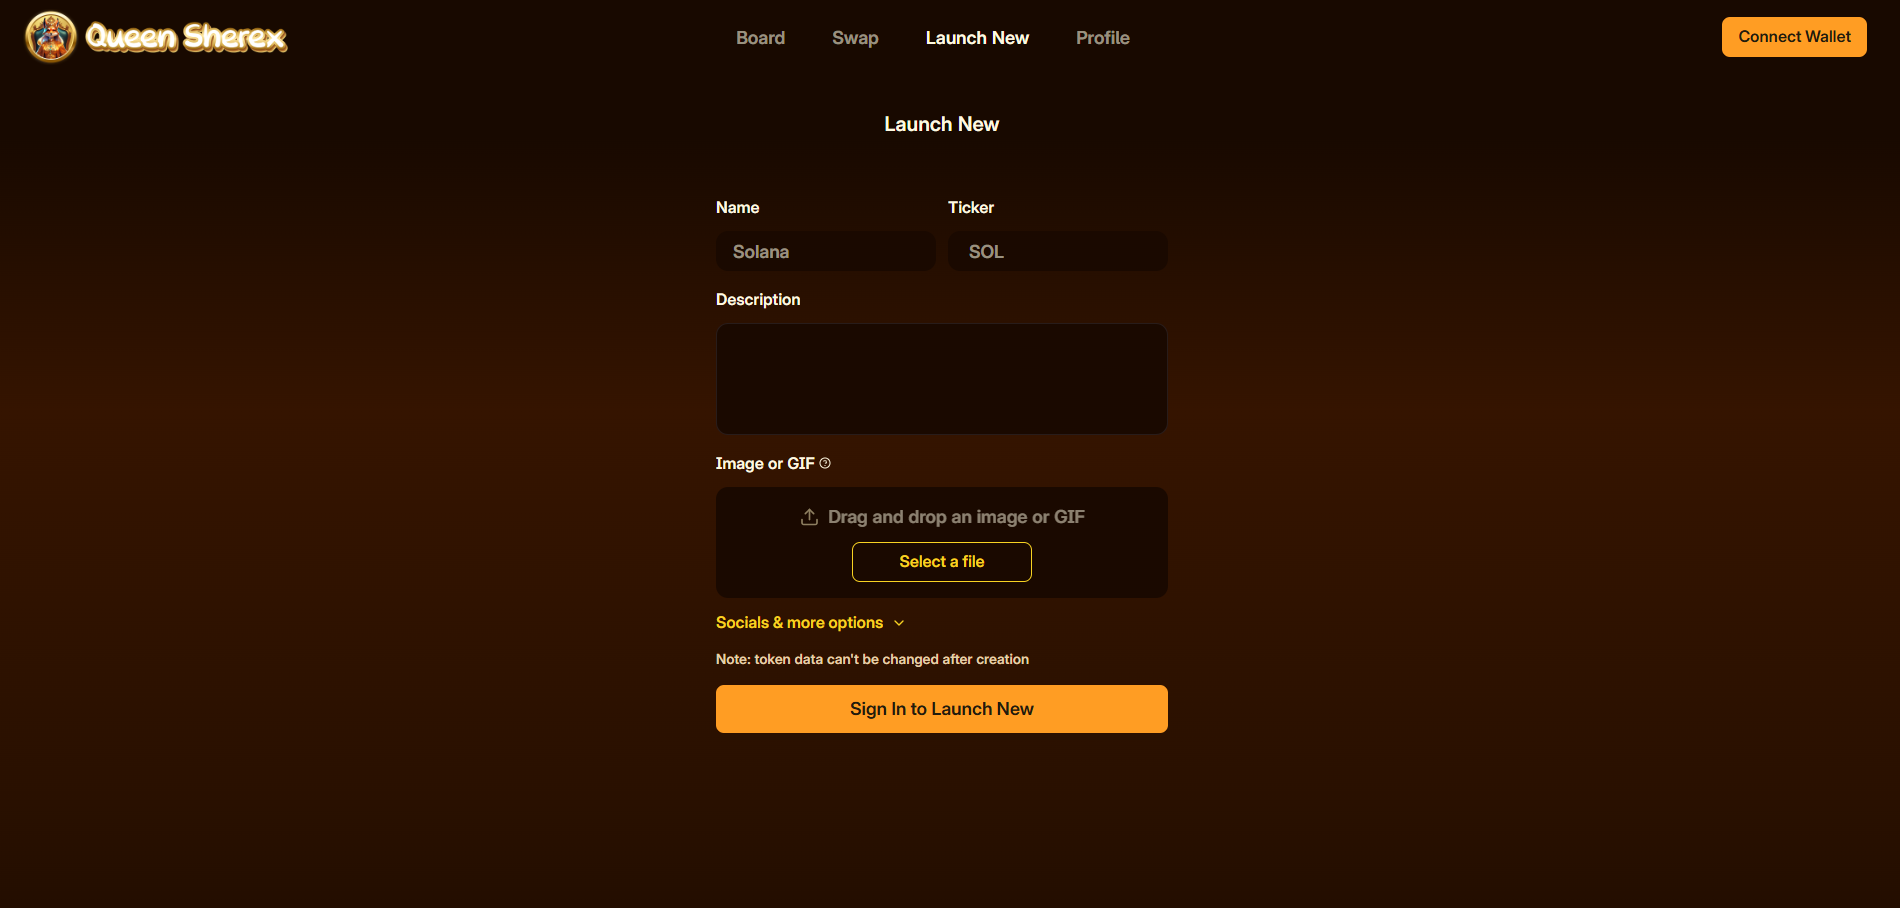 Queen Sherex
Board Swap Launch New Profile
Connect Wallet
Launch New
Name Ticker
Solana SOL
Description
Image or GIF
Drag and drop an image or GIF
Select a file
Socials & more options
Note: token data can't be changed after creation
Sign In to Launch New